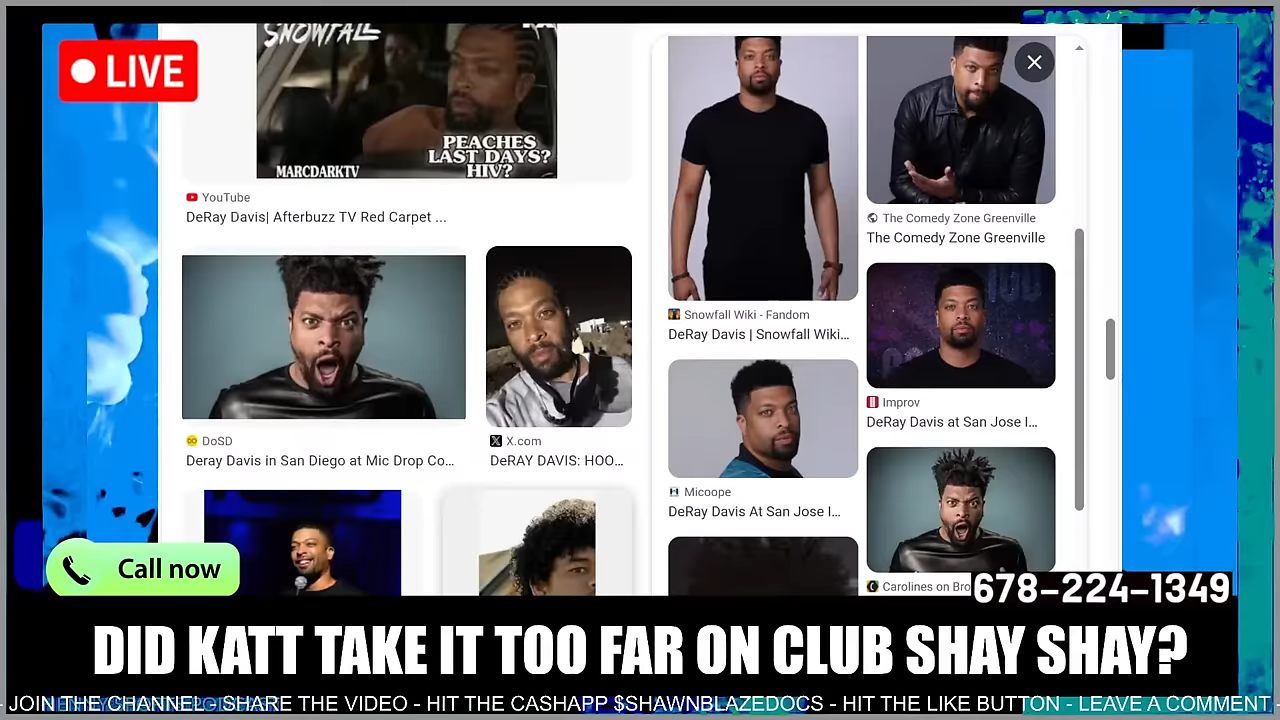 LIVE
SNOWFALL
PEACHES
LAST DAYS?
HIV?
MARCDARKTV
YouTube
DeRay Davis| Afterbuzz TV Red Carpet ...
DoSD
Deray Davis in San Diego at Mic Drop Co...
X.com
DeRAY DAVIS: HOO...
Snowfall Wiki - Fandom
DeRay Davis | Snowfall Wiki...
The Comedy Zone Greenville
The Comedy Zone Greenville
Improv
DeRay Davis at San Jose I...
Micoope
DeRay Davis At San Jose I...
Carolines on Bro
Call now
678-224-1349
DID KATT TAKE IT TOO FAR ON CLUB SHAY SHAY?
- JOIN THE CHANNEL - SHARE THE VIDEO - HIT THE CASHAPP $SHAWNBLAZEDOCS - HIT THE LIKE BUTTON - LEAVE A COMMENT -